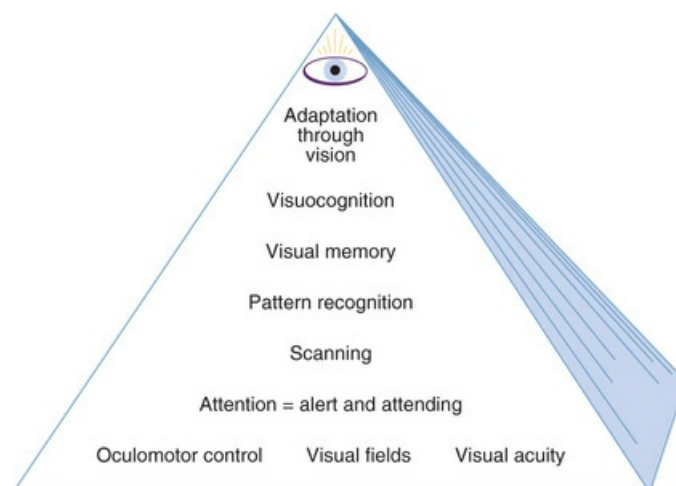 Adaptation
through
vision
Visuocognition
Visual memory
Pattern recognition
Scanning
Attention = alert and attending
Oculomotor control Visual fields Visual acuity